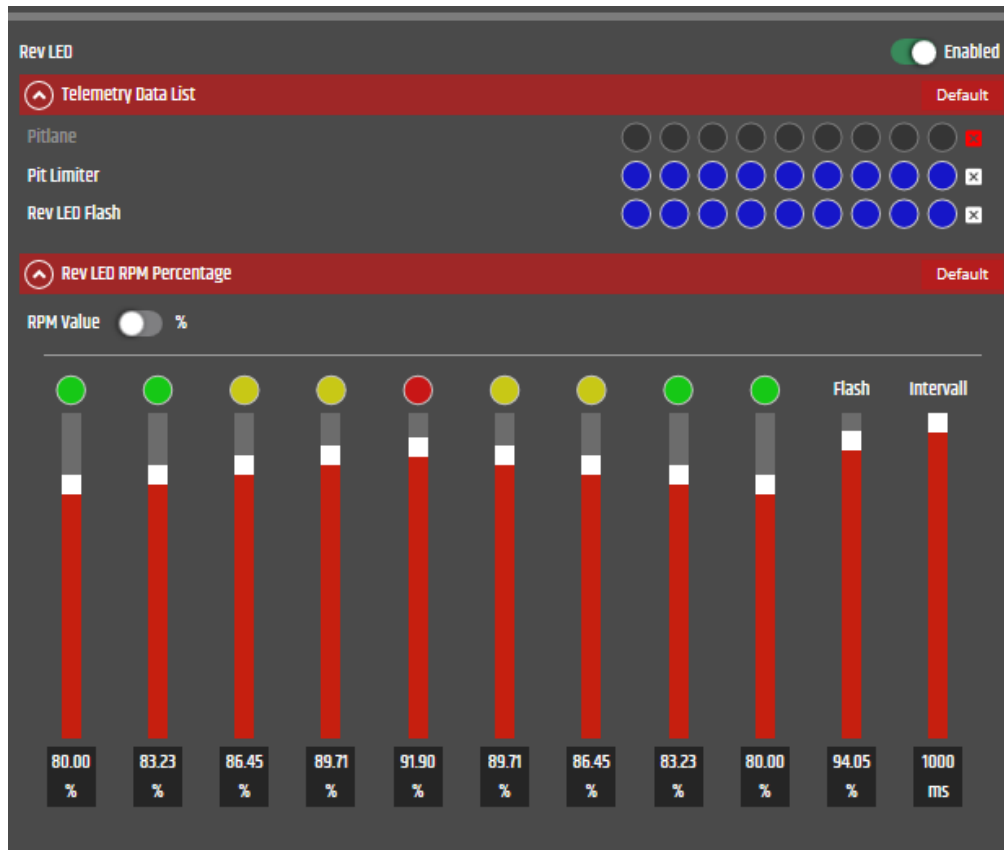 Rev LED Enabled
Telemetry Data List Default
Pitlane
Pit Limiter
Rev LED Flash
Rev LED RPM Percentage Default
RPM Value %
Flash Intervall
80.00 83.23 86.45 89.71 91.90 89.71 86.45 83.23 80.00 94.05 1000
% % % % % % % % % % ms